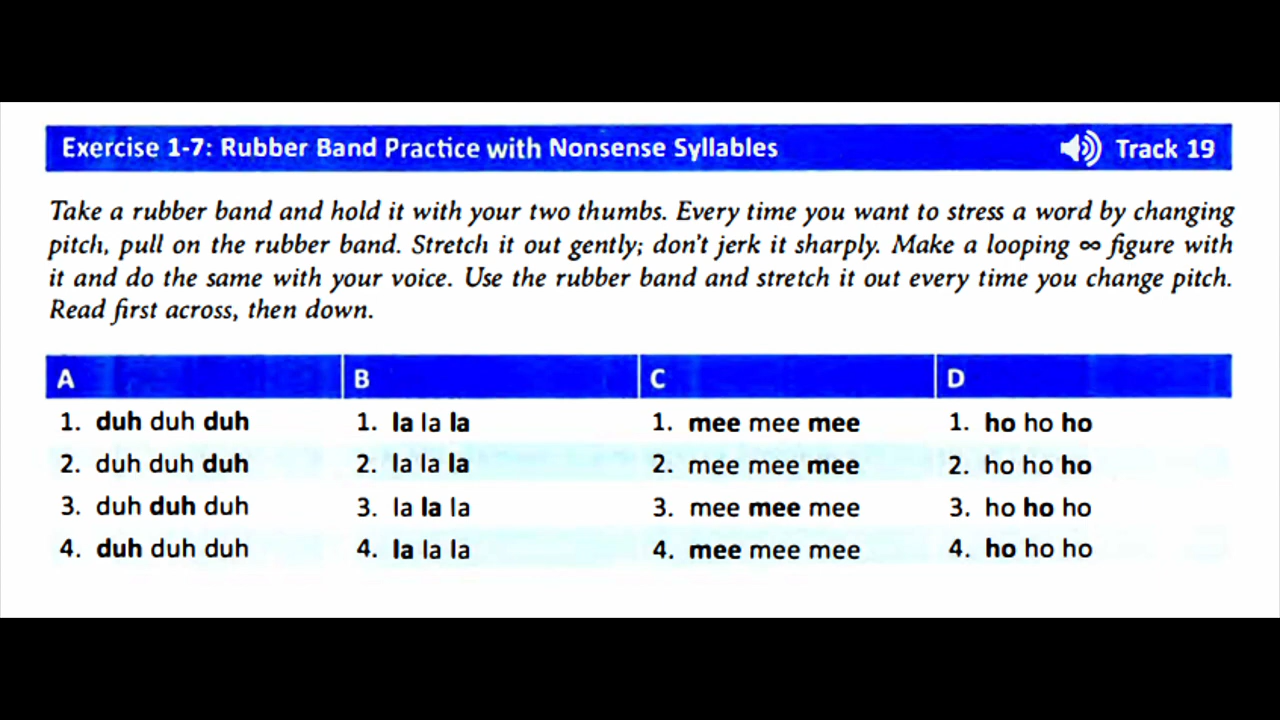 Exercise 1-7: Rubber Band Practice with Nonsense Syllables Track 19
Take a rubber band and hold it with your two thumbs. Every time you want to stress a word by changing
pitch, pull on the rubber band. Stretch it out gently; don't jerk it sharply. Make a looping ∞ figure with
it and do the same with your voice. Use the rubber band and stretch it out every time you change pitch.
Read first across, then down.
A B C D
1. duh duh duh 1. la la la 1. mee mee mee 1. ho ho ho
2. duh duh duh 2. la la la 2. mee mee mee 2. ho ho ho
3. duh duh duh 3. la la la 3. mee mee mee 3. ho ho ho
4. duh duh duh 4. la la la 4. mee mee mee 4. ho ho ho